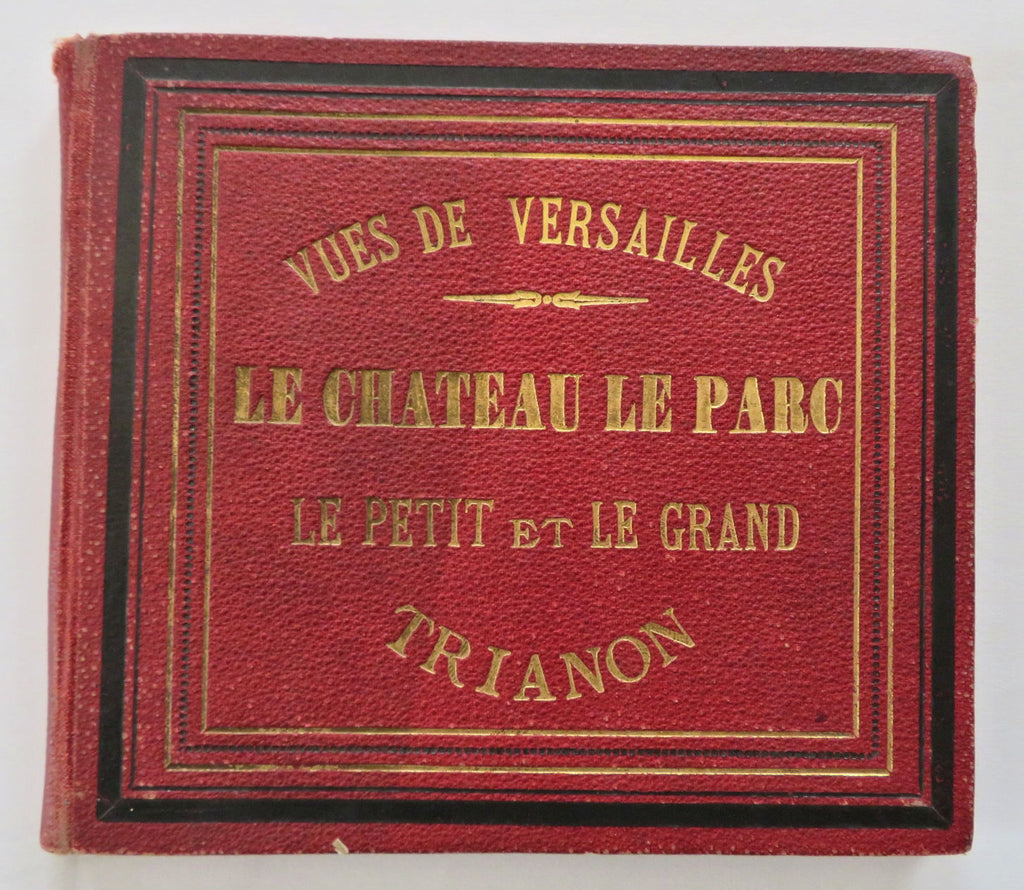 VUES DE VERSAILLES
LE CHATEAU LE PARC
LE PETIT ET LE GRAND
TRIANON